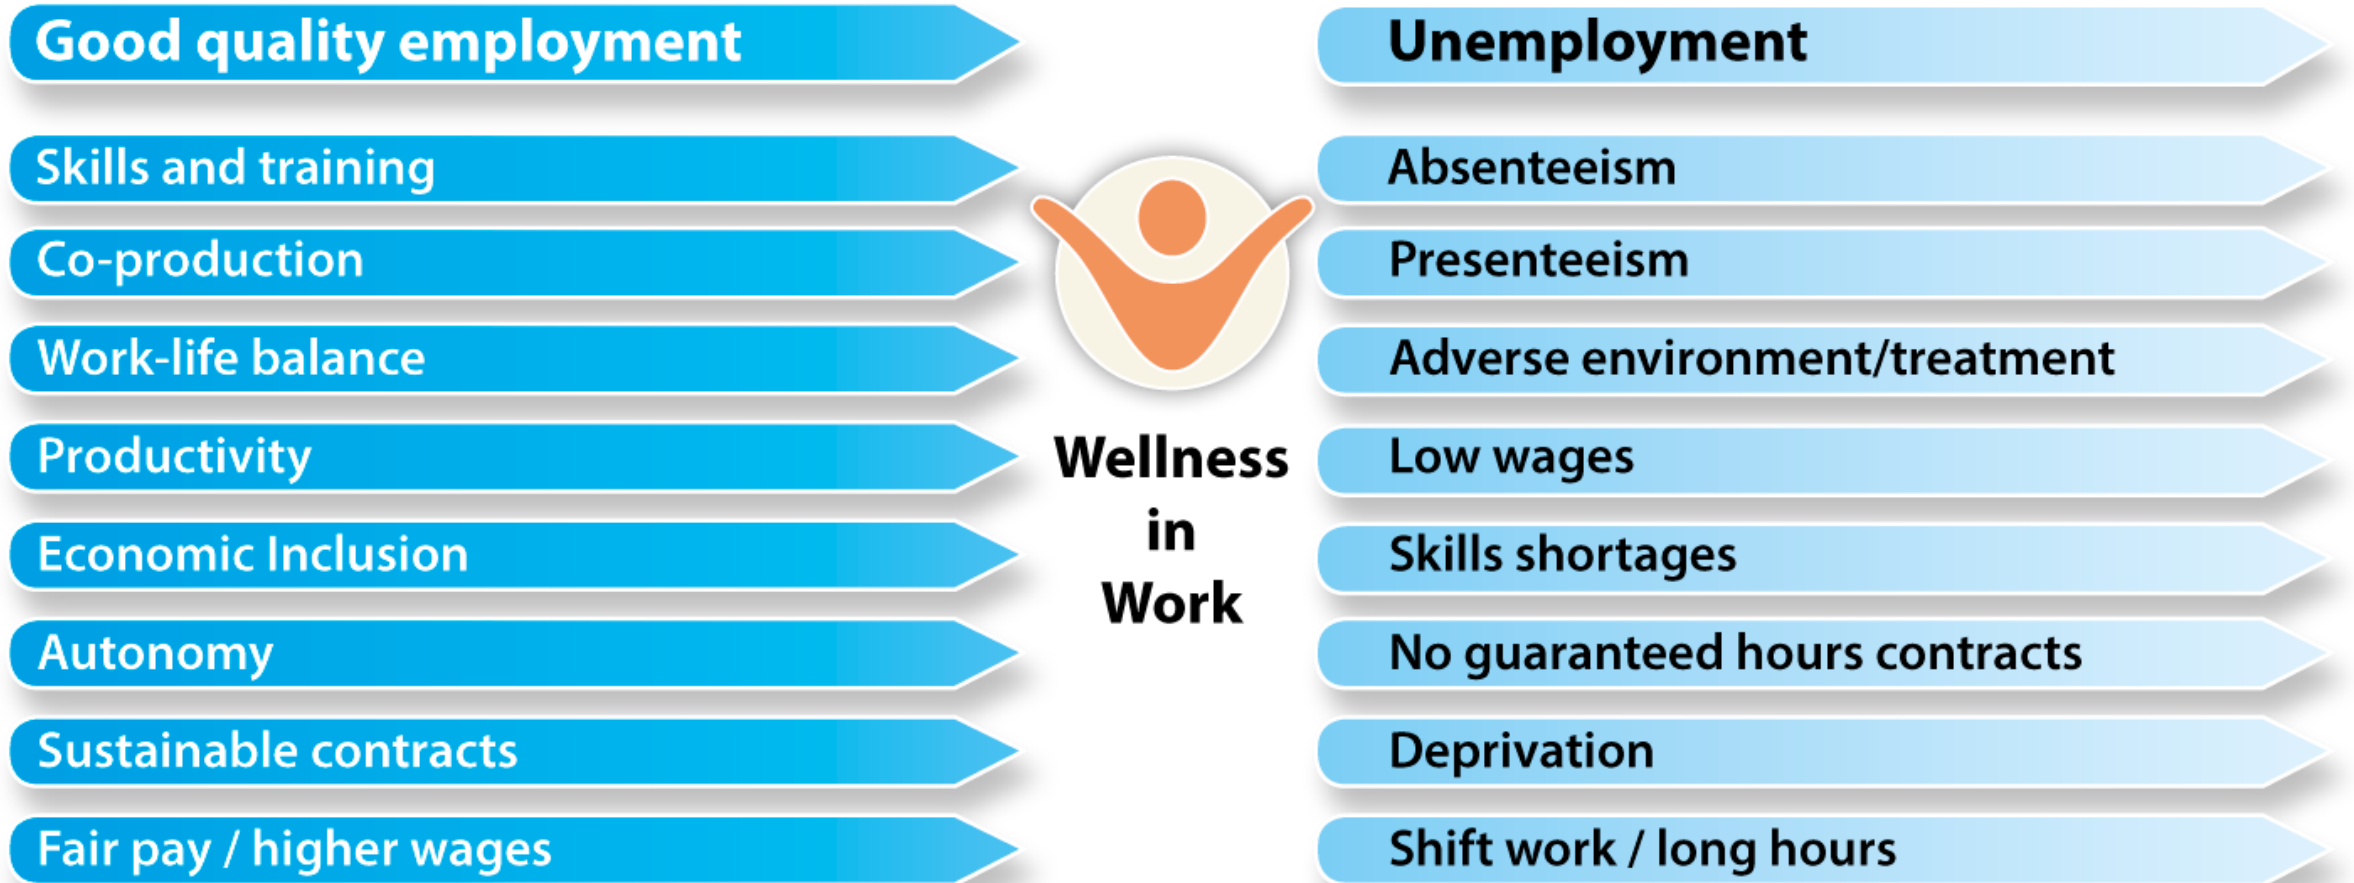 Good quality employment
Skills and training
Co-production
Work-life balance
Productivity
Economic Inclusion
Autonomy
Sustainable contracts
Fair pay / higher wages
Wellness
in
Work
Unemployment
Absenteeism
Presenteeism
Adverse environment/treatment
Low wages
Skills shortages
No guaranteed hours contracts
Deprivation
Shift work / long hours